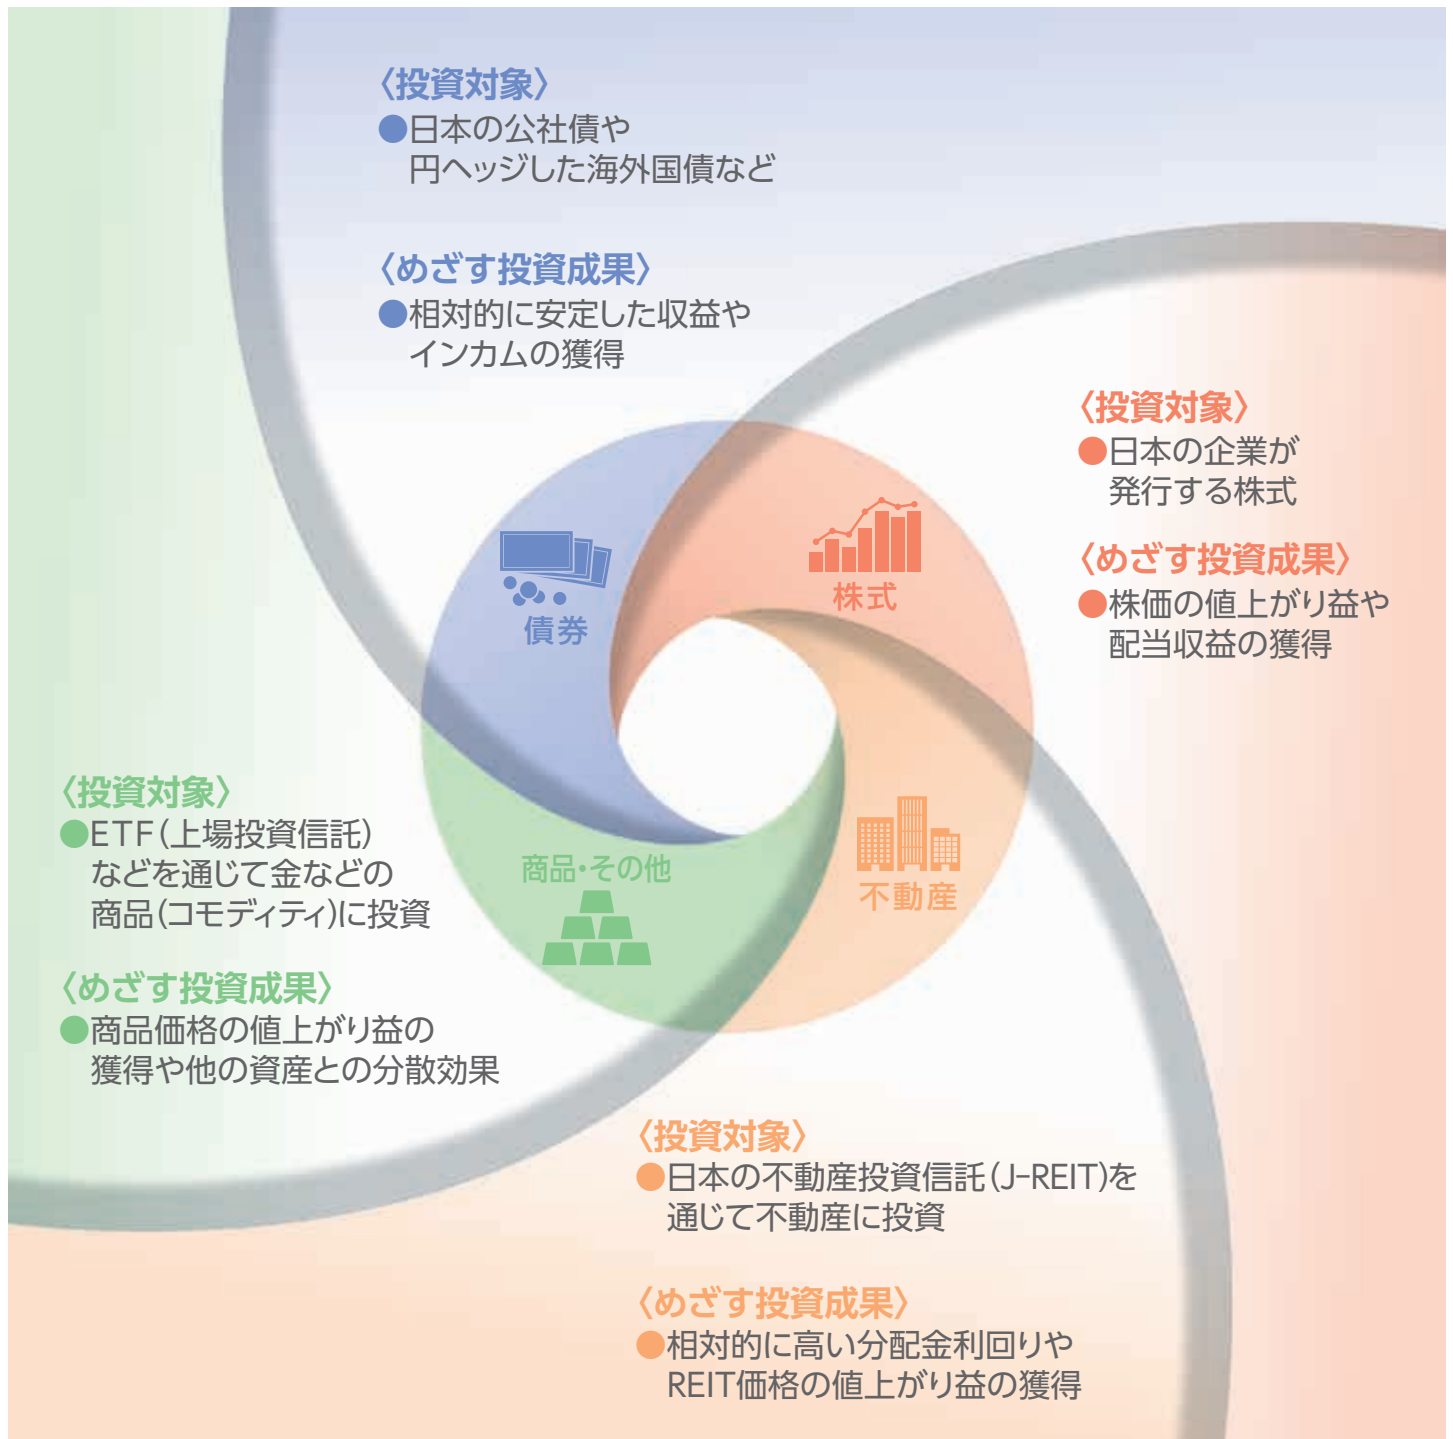 〈投資対象〉
●日本の公社債や
円ヘッジした海外国債など
〈めざす投資成果〉
●相対的に安定した収益や
インカムの獲得
〈投資対象〉
●日本の企業が
発行する株式
〈めざす投資成果〉
●株価の値上がり益や
配当収益の獲得
債券
株式
商品・その他
不動産
〈投資対象〉
●ETF(上場投資信託)
などを通じて金などの
商品(コモディティ)に投資
〈めざす投資成果〉
●商品価格の値上がり益の
獲得や他の資産との分散効果
〈投資対象〉
●日本の不動産投資信託(J-REIT)を
通じて不動産に投資
〈めざす投資成果〉
●相対的に高い分配金利回りや
REIT価格の値上がり益の獲得